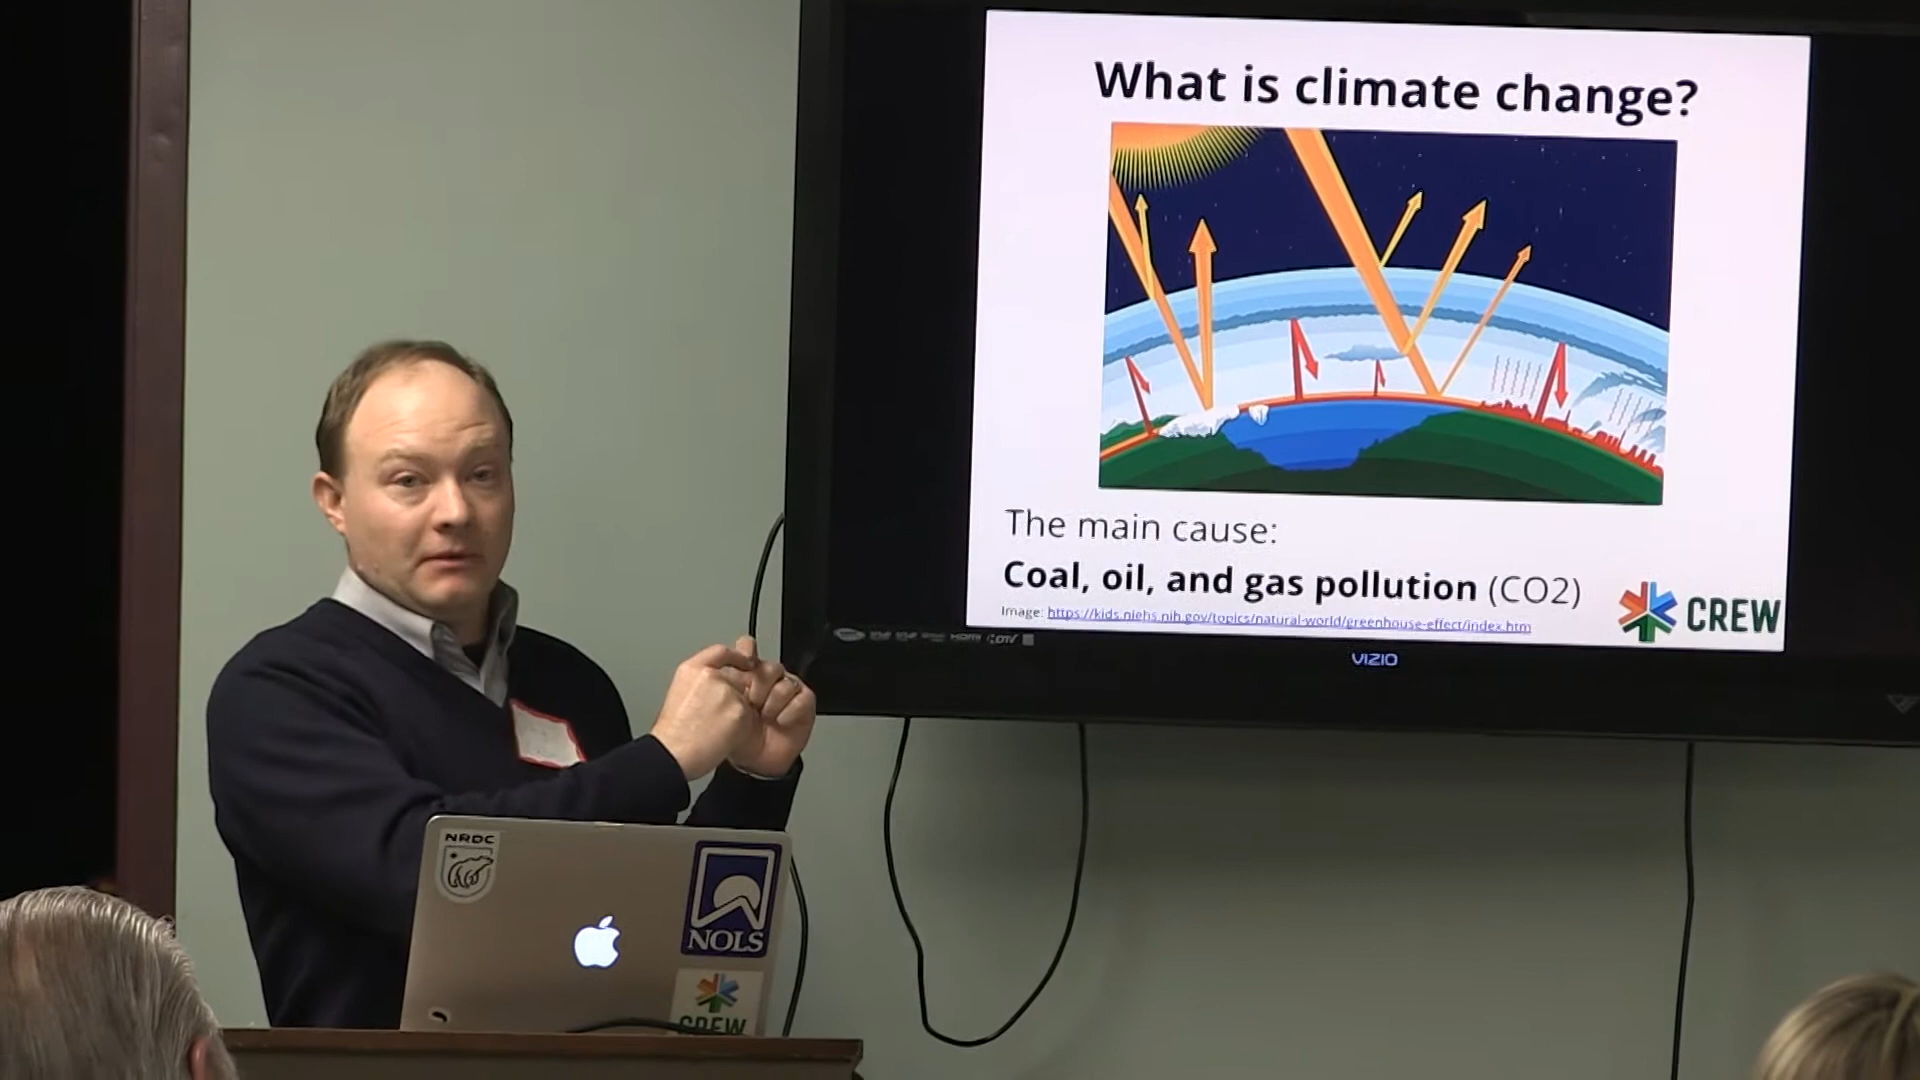 What is climate change?
The main cause:
Coal, oil, and gas pollution (CO2)
Image: https://kids.niehs.nih.gov/topics/natural-world/greenhouse-effect/index.htm
CREW
VIZIO
NRDC
NOLS
CREW